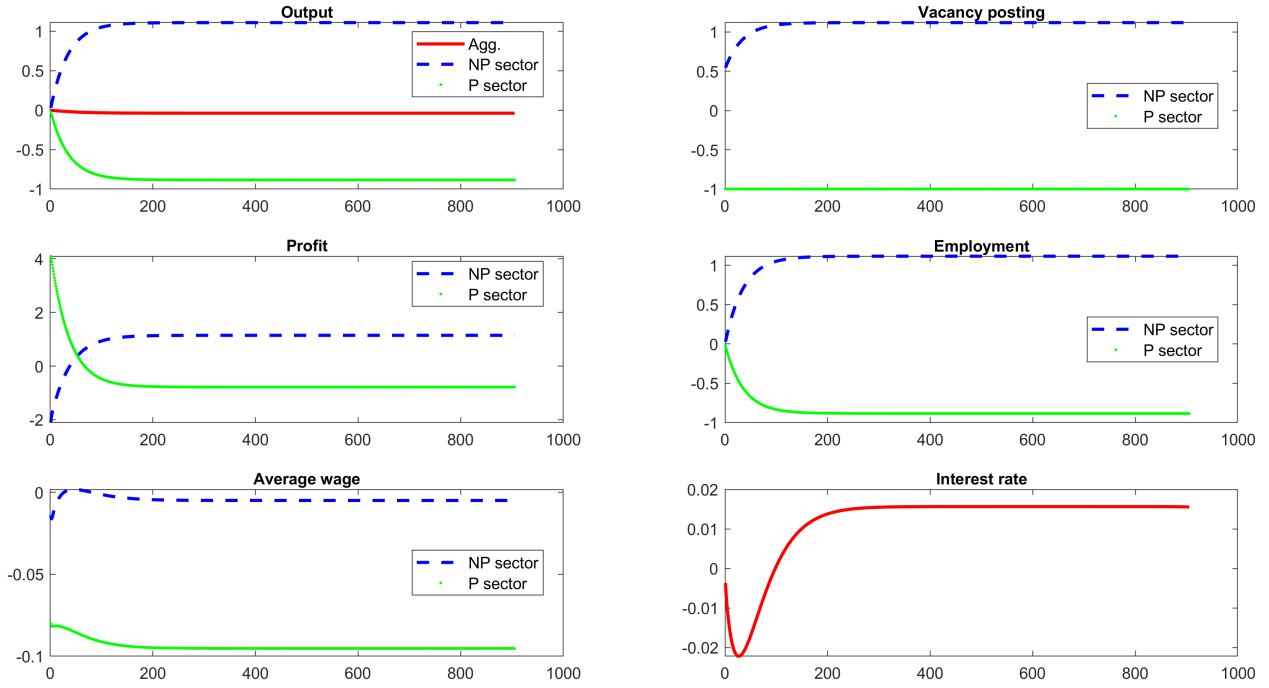 Output
1
0.5
0
-0.5
-1
0 200 400 600 800 1000
Agg.
NP sector
P sector
Vacancy posting
1
0.5
0
-0.5
-1
0 200 400 600 800 1000
NP sector
P sector
Profit
4
2
0
-2
0 200 400 600 800 1000
NP sector
P sector
Employment
1
0.5
0
-0.5
-1
0 200 400 600 800 1000
NP sector
P sector
Average wage
0
-0.05
-0.1
0 200 400 600 800 1000
NP sector
P sector
Interest rate
0.02
0.01
0
-0.01
-0.02
0 200 400 600 800 1000